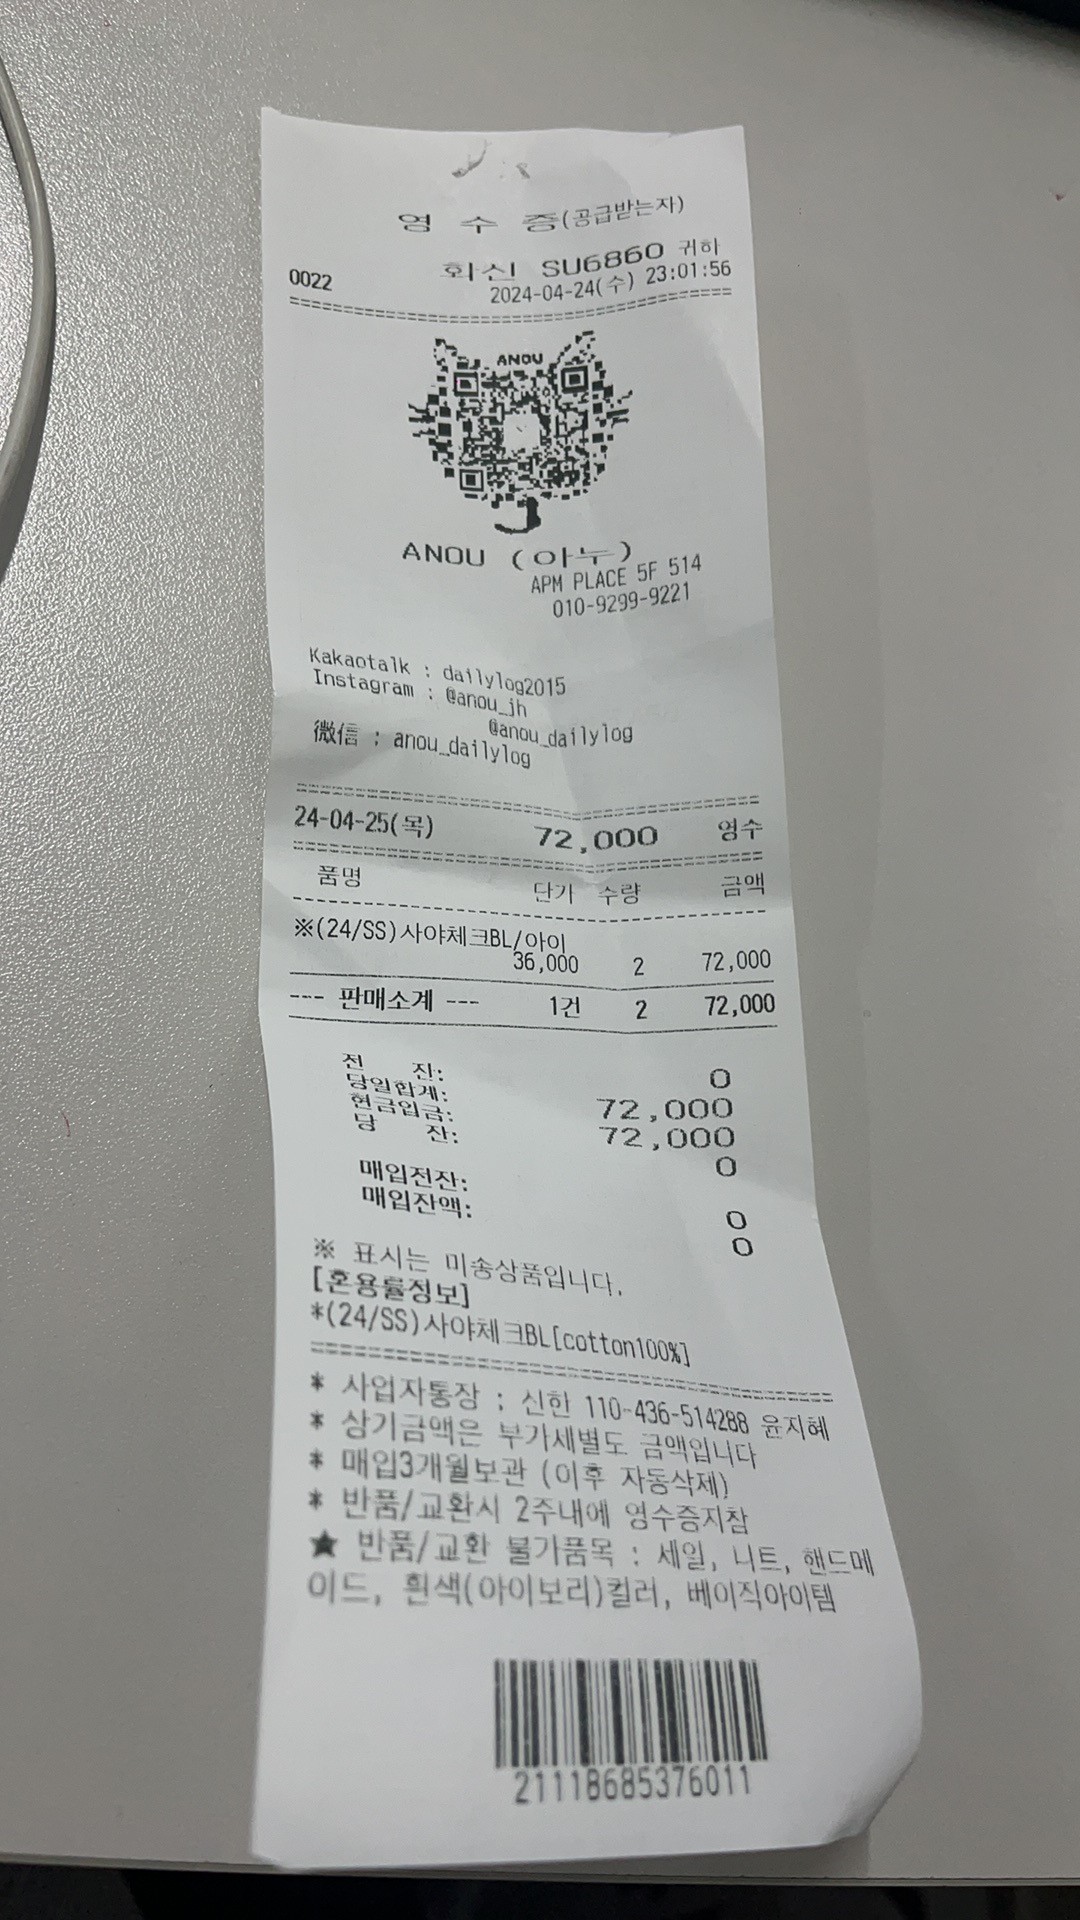 영 수 증(공급받는자)
0022 화신 SU6860 귀하
2024-04-24(수) 23:01:56
ANOU
ANOU (아누)
APM PLACE 5F 514
010-9299-9221
Kakaotalk : dailylog2015
Instagram : @anou_jh
@anou_dailylog
微信 : anou_dailylog
24-04-25(목) 72,000 영수
품명 단가 수량 금액
※(24/SS)사야체크BL/아이
36,000 2 72,000
--- 판매소계 --- 1건 2 72,000
전 잔: 0
당일합계: 72,000
현금입금: 72,000
당 잔: 0
매입전잔: 0
매입잔액: 0
※ 표시는 미송상품입니다.
[혼용률정보]
*(24/SS)사야체크BL[cotton100%]
* 사업자통장 : 신한 110-436-514288 윤지혜
* 상기금액은 부가세별도 금액입니다
* 매입3개월보관 (이후 자동삭제)
* 반품/교환시 2주내에 영수증지참
★ 반품/교환 불가품목 : 세일, 니트, 핸드메
이드, 흰색(아이보리)컬러, 베이직아이템
21118685376011